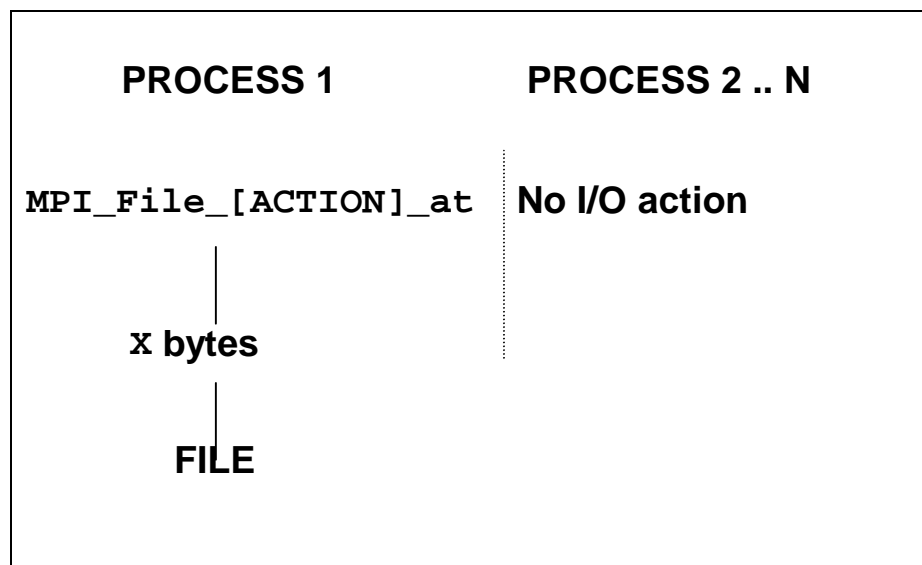 PROCESS 1 PROCESS 2 .. N
MPI_File_[ACTION]_at No I/O action
X bytes
FILE